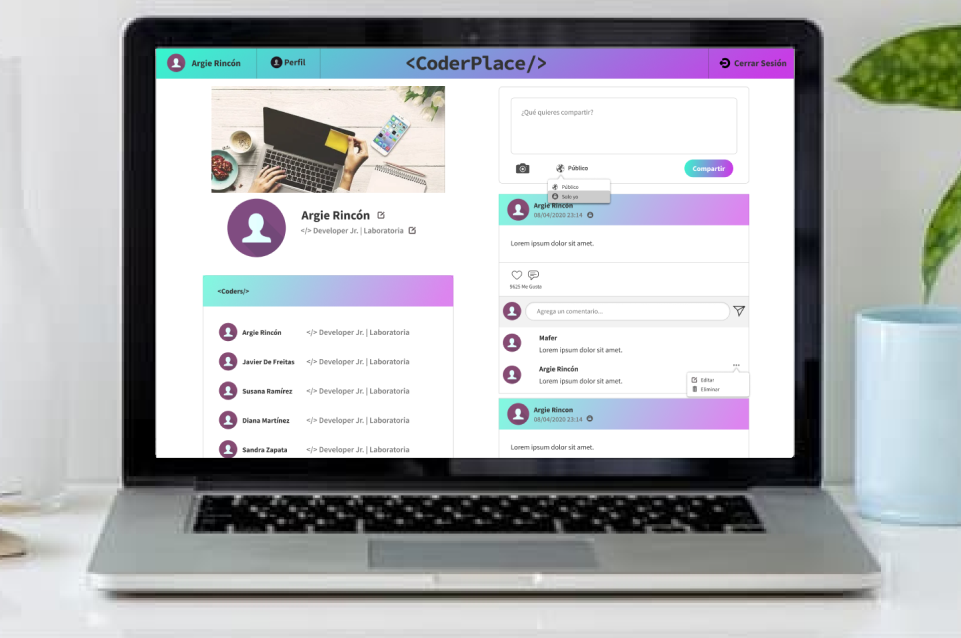 Argie Rincón
Perfil
<CoderPlace/>
Cerrar Sesión
Argie Rincón
</> Developer Jr. | Laboratoria
<Coders/>
Argie Rincón </> Developer Jr. | Laboratoria
Javier De Freitas </> Developer Jr. | Laboratoria
Susana Ramírez </> Developer Jr. | Laboratoria
Diana Martínez </> Developer Jr. | Laboratoria
Sandra Zapata </> Developer Jr. | Laboratoria
¿Qué quieres compartir?
Público
Compartir
Público
Solo yo
Argie Rincon
08/04/2020 23:14
Lorem ipsum dolor sit amet.
9625 Me Gusta
Agrega un comentario...
Mafer
Lorem ipsum dolor sit amet.
Argie Rincón
Lorem ipsum dolor sit amet.
Editar
Eliminar
Argie Rincon
08/04/2020 23:14
Lorem ipsum dolor sit amet.